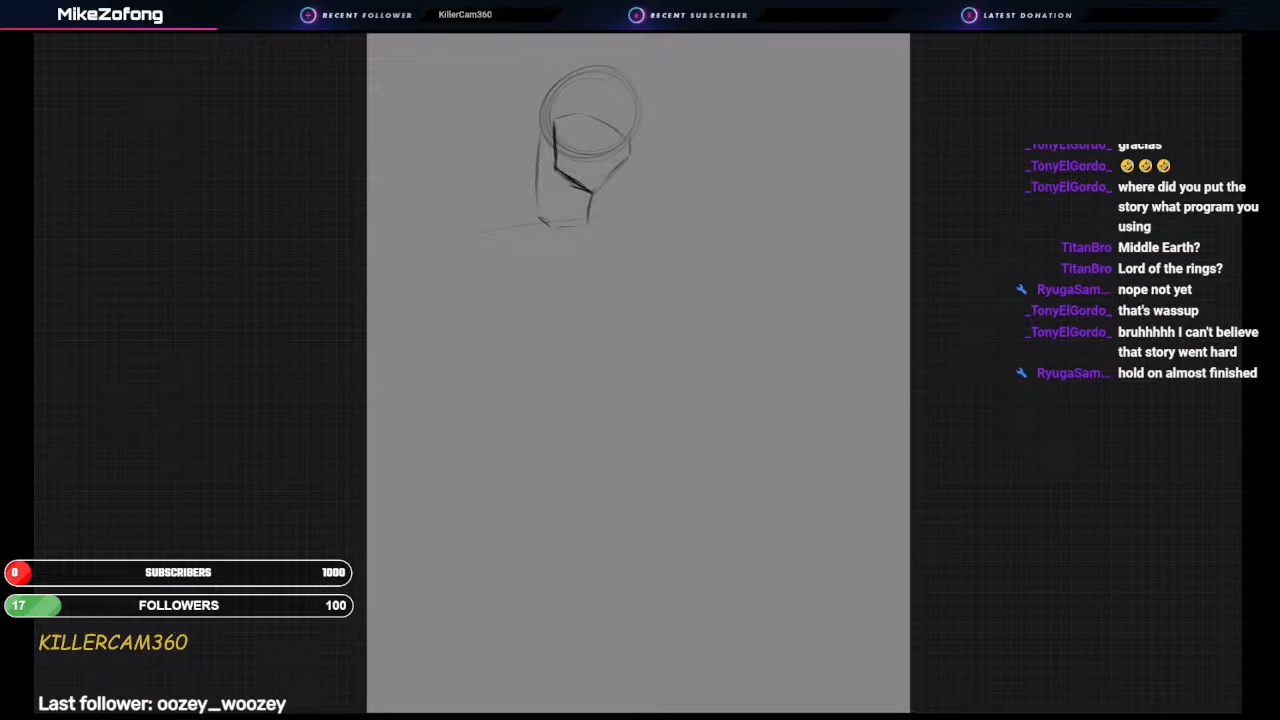 MikeZofong
RECENT FOLLOWER
KillerCam360
RECENT SUBSCRIBER
LATEST DONATION
_TonyElGordo_ gracias
_TonyElGordo_ 🤣 🤣 🤣
_TonyElGordo_ where did you put the
story what program you
using
TitanBro Middle Earth?
TitanBro Lord of the rings?
RyugaSam... nope not yet
_TonyElGordo_ that's wassup
_TonyElGordo_ bruhhhhh I can't believe
that story went hard
RyugaSam... hold on almost finished
0 SUBSCRIBERS 1000
17 FOLLOWERS 100
KILLERCAM360
Last follower: oozey_woozey